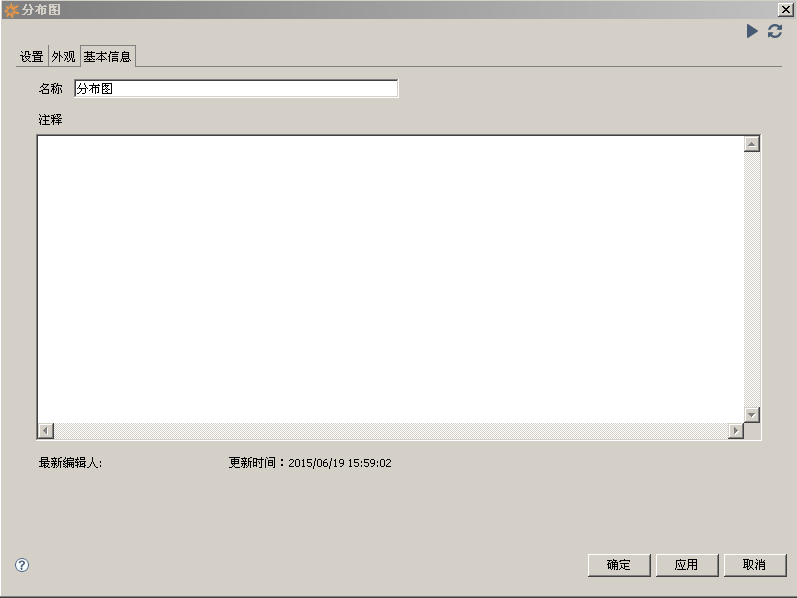 分布图
设置 外观 基本信息
名称 分布图
注释
最新编辑人: 更新时间：2015/06/19 15:59:02
确定 应用 取消